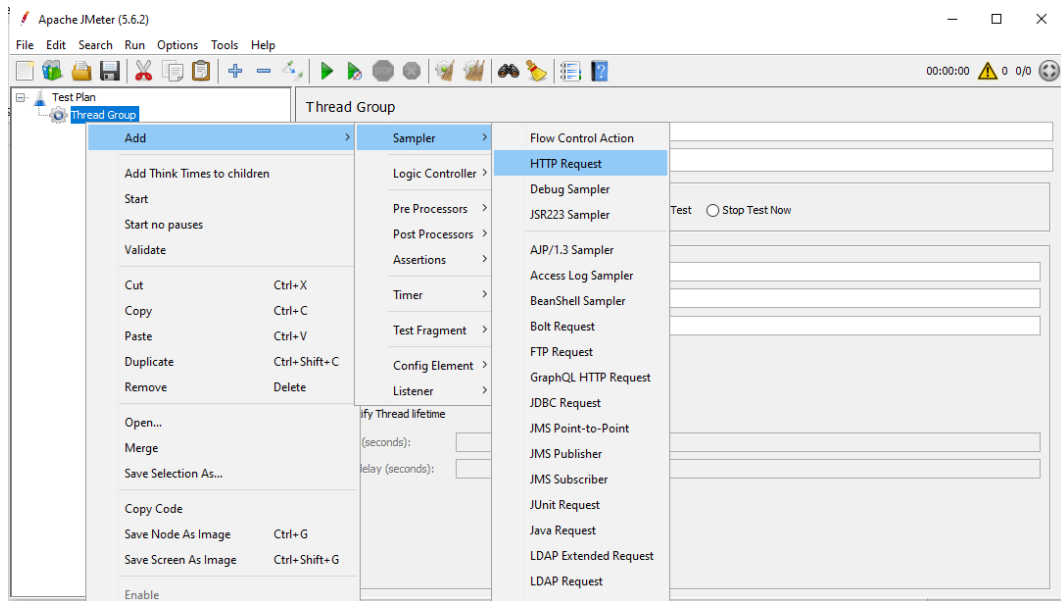 Apache JMeter (5.6.2)
File Edit Search Run Options Tools Help
00:00:00 0 0/0
Test Plan
Thread Group
Thread Group
Add
Add Think Times to children
Start
Start no pauses
Validate
Cut Ctrl+X
Copy Ctrl+C
Paste Ctrl+V
Duplicate Ctrl+Shift+C
Remove Delete
Open...
Merge
Save Selection As...
Copy Code
Save Node As Image Ctrl+G
Save Screen As Image Ctrl+Shift+G
Enable
Sampler
Logic Controller
Pre Processors
Post Processors
Assertions
Timer
Test Fragment
Config Element
Listener
Flow Control Action
HTTP Request
Debug Sampler
JSR223 Sampler
AJP/1.3 Sampler
Access Log Sampler
BeanShell Sampler
Bolt Request
FTP Request
GraphQL HTTP Request
JDBC Request
JMS Point-to-Point
JMS Publisher
JMS Subscriber
JUnit Request
Java Request
LDAP Extended Request
LDAP Request
Test Stop Test Now
ify Thread lifetime
(seconds):
elay (seconds):